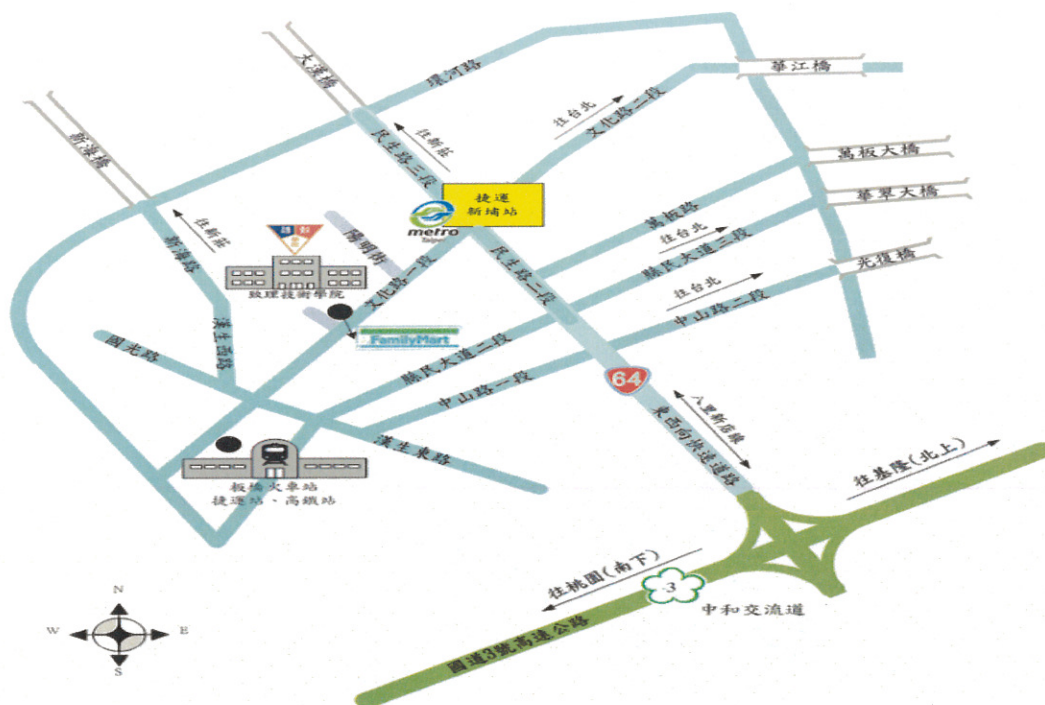 大漢橋
環河路
華江橋
往台北
文化路二段
新海橋
民生路三段
往新莊
萬板大橋
捷運
新埔站
metro
Taipei
華翠大橋
往新莊
新海路
陽明街
萬板路
往台北
縣民大道三段
光復橋
致理技術學院
文化路一段
民生路二段
往台北
中山路二段
FamilyMart
國光路
漢生西路
縣民大道二段
中山路一段
64
八里新店線
東西向快速道路
漢生東路
板橋火車站
捷運站、高鐵站
往基隆(北上)
往桃園(南下)
3
中和交流道
國道3號高速公路
N
W
E
S